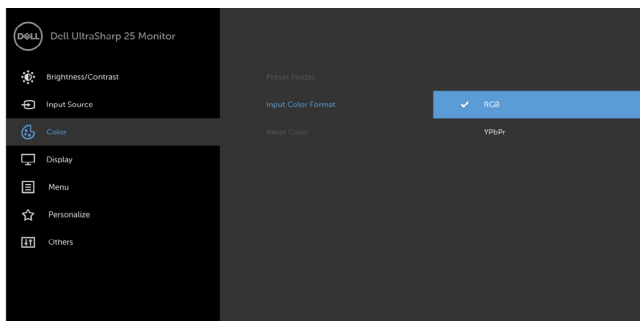 DELL Dell UltraSharp 25 Monitor
Brightness/Contrast
Preset Modes
Input Source
Input Color Format
✓ RGB
Color
Reset Color
YPbPr
Display
Menu
Personalize
Others